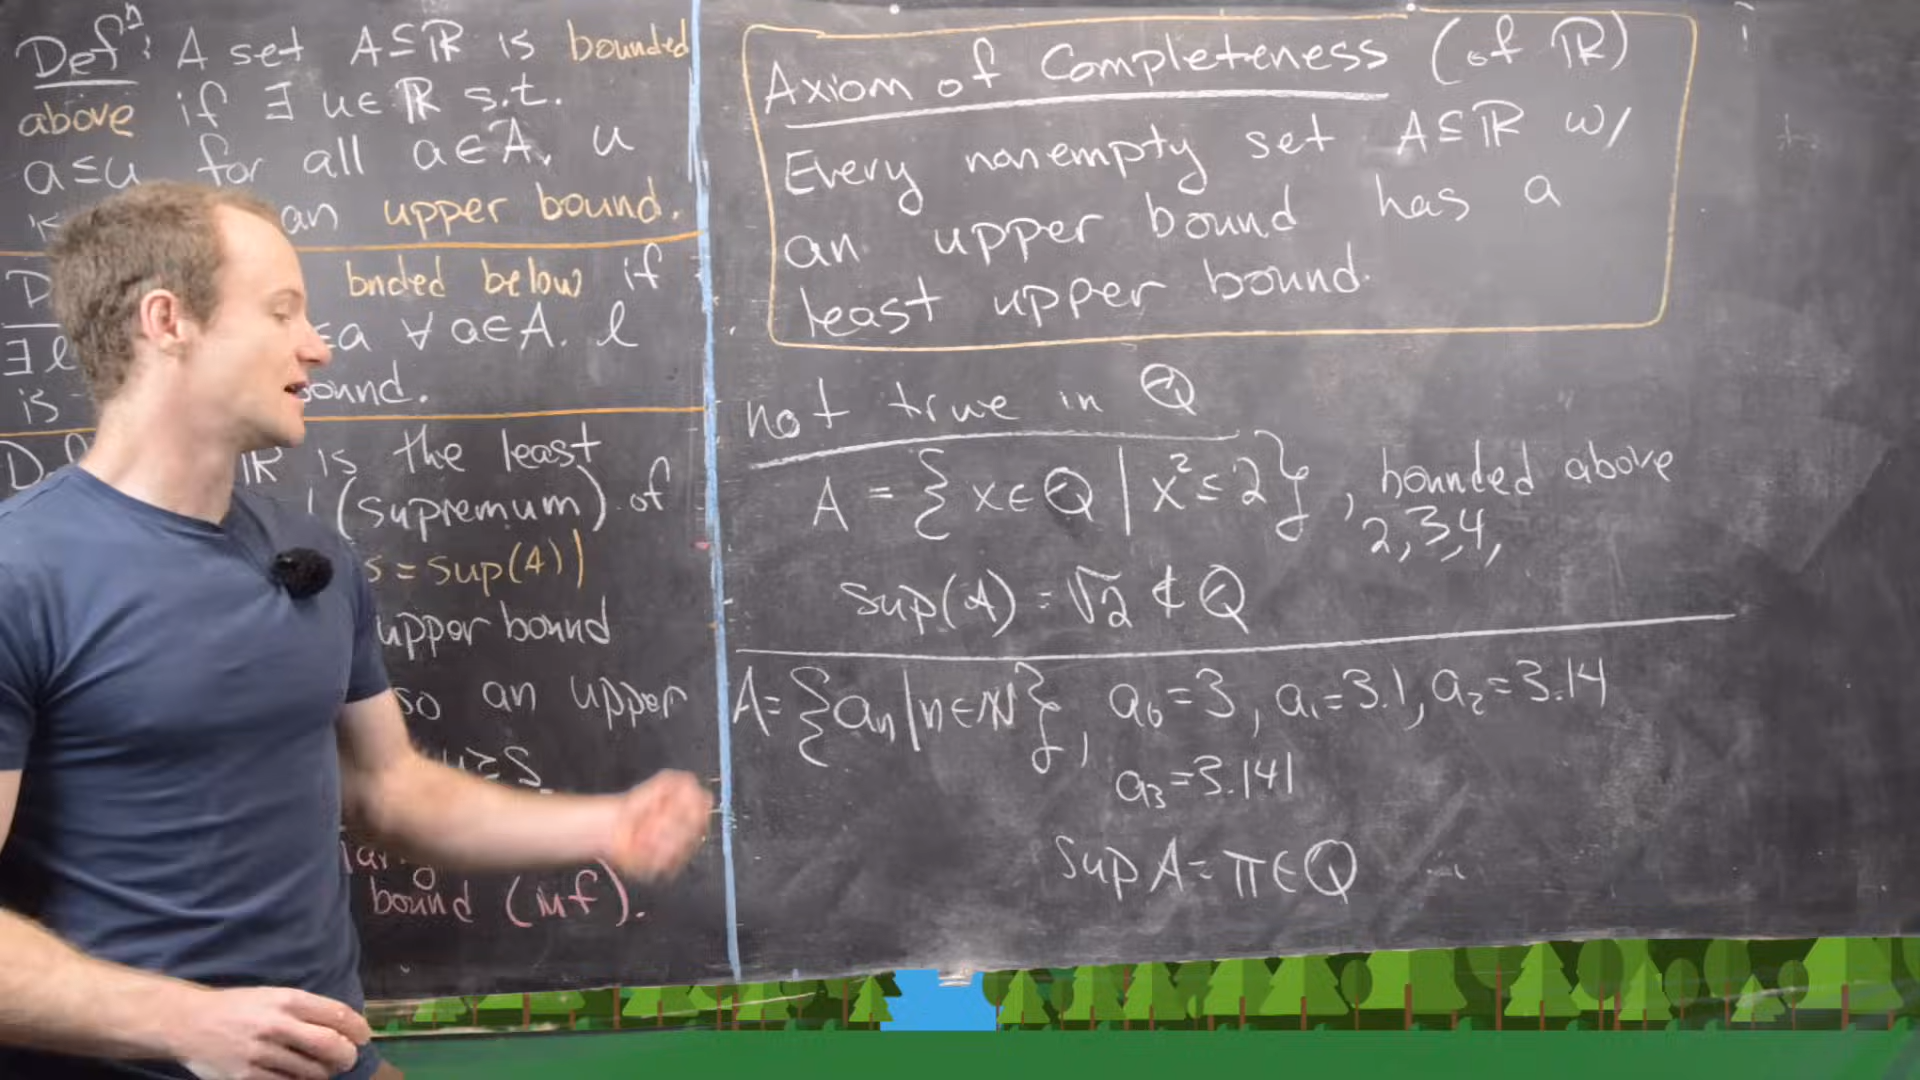 Defⁿ: A set A⊆ℝ is bounded
above if ∃ u∈ℝ s.t.
a≤u for all a∈A, u
an upper bound.
bnded below if
∃ l ≤a ∀ a∈A. l
is
ℝ is the least
(supremum) of
s = sup(A)
upper bound
an upper
u≥s.
bound (inf).
Axiom of Completeness (of ℝ)
Every nonempty set A⊆ℝ w/
an upper bound has a
least upper bound.
not true in ℚ
A = { x∈ℚ | x²≤2 } , bounded above
2,3,4,
sup(A) = √2 ∉ ℚ
A={aₙ|n∈ℕ}, a₀=3, a₁=3.1, a₂=3.14
a₃=3.141
sup A = π∈ℚ